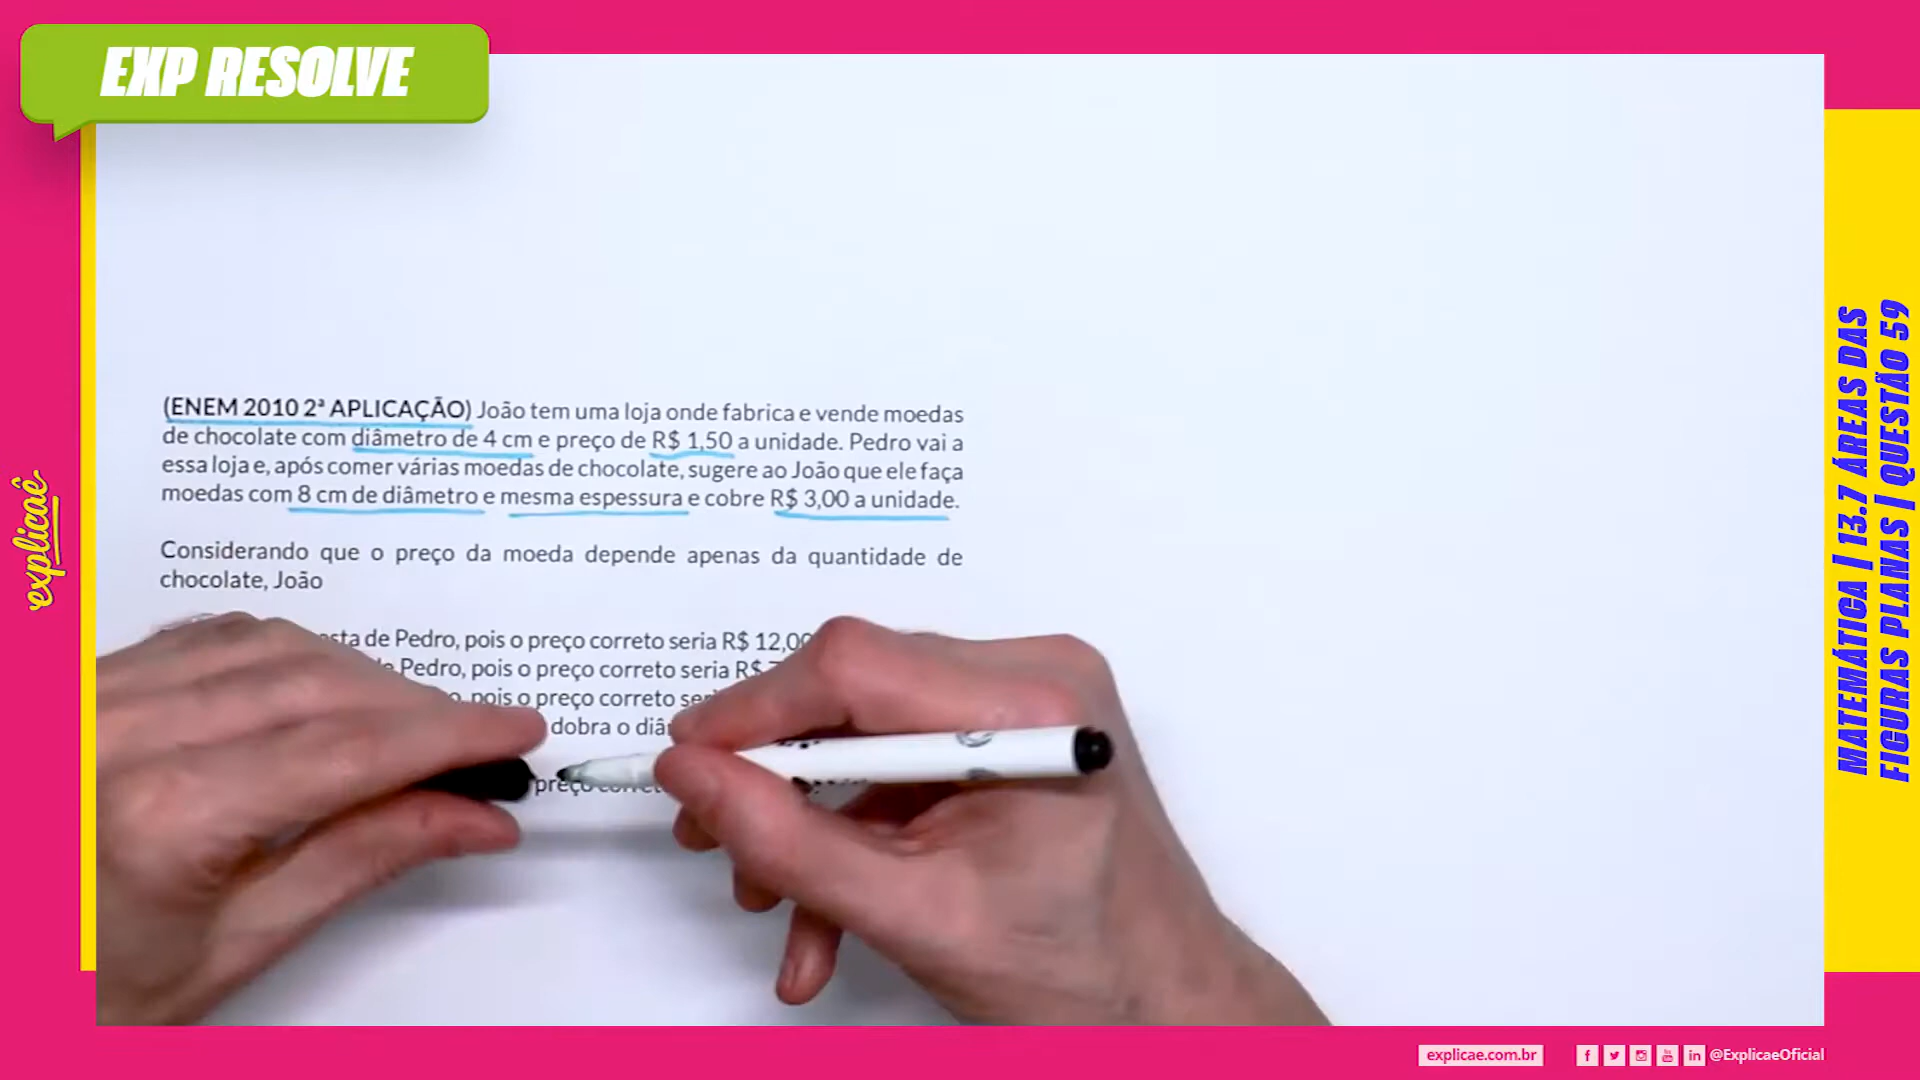 EXP RESOLVE
(ENEM 2010 2ª APLICAÇÃO) João tem uma loja onde fabrica e vende moedas
de chocolate com diâmetro de 4 cm e preço de R$ 1,50 a unidade. Pedro vai a
essa loja e, após comer várias moedas de chocolate, sugere ao João que ele faça
moedas com 8 cm de diâmetro e mesma espessura e cobre R$ 3,00 a unidade.
Considerando que o preço da moeda depende apenas da quantidade de
chocolate, João
de Pedro, pois o preço correto seria R$ 12,00
Pedro, pois o preço correto seria R$
pois o preço correto
dobra o
preço
explicaê
MATEMÁTICA | 13.7 ÁREAS DAS
FIGURAS PLANAS | QUESTÃO 59
explicae.com.br
@ExplicaeOficial